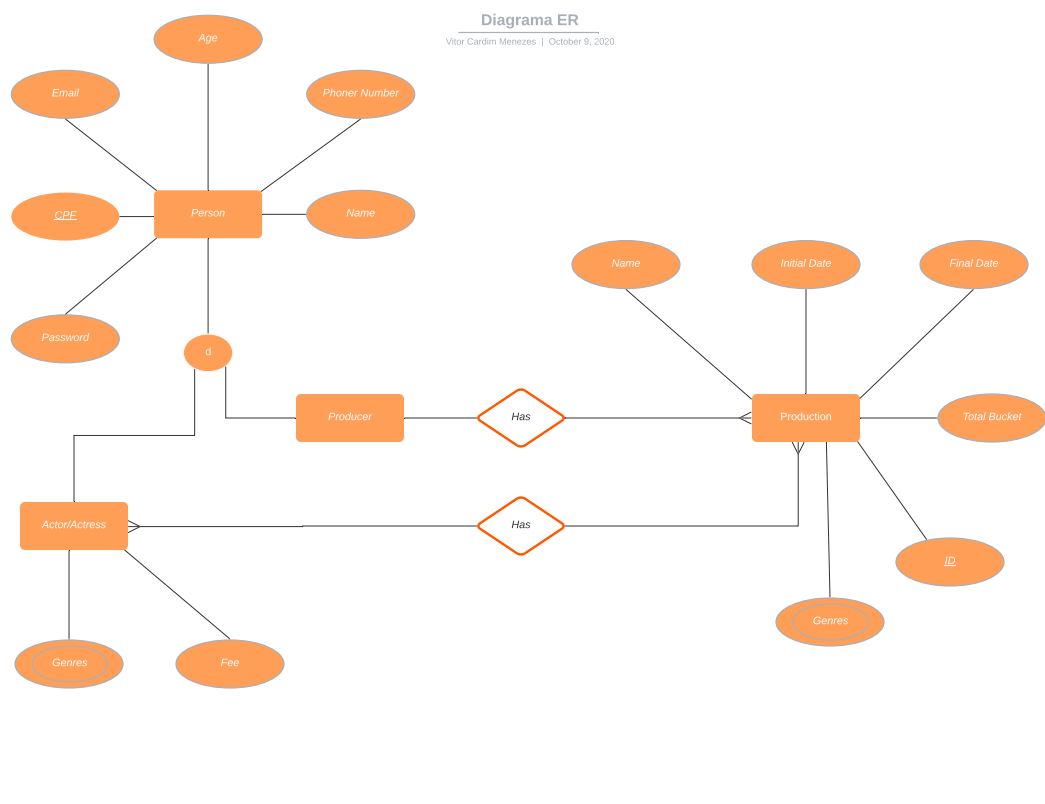 Diagrama ER
Vitor Cardim Menezes | October 9, 2020
Age
Email
Phoner Number
CPF
Person
Name
Password
d
Name
Initial Date
Final Date
Producer
Has
Production
Total Bucket
Actor/Actress
Has
ID
Genres
Genres
Fee